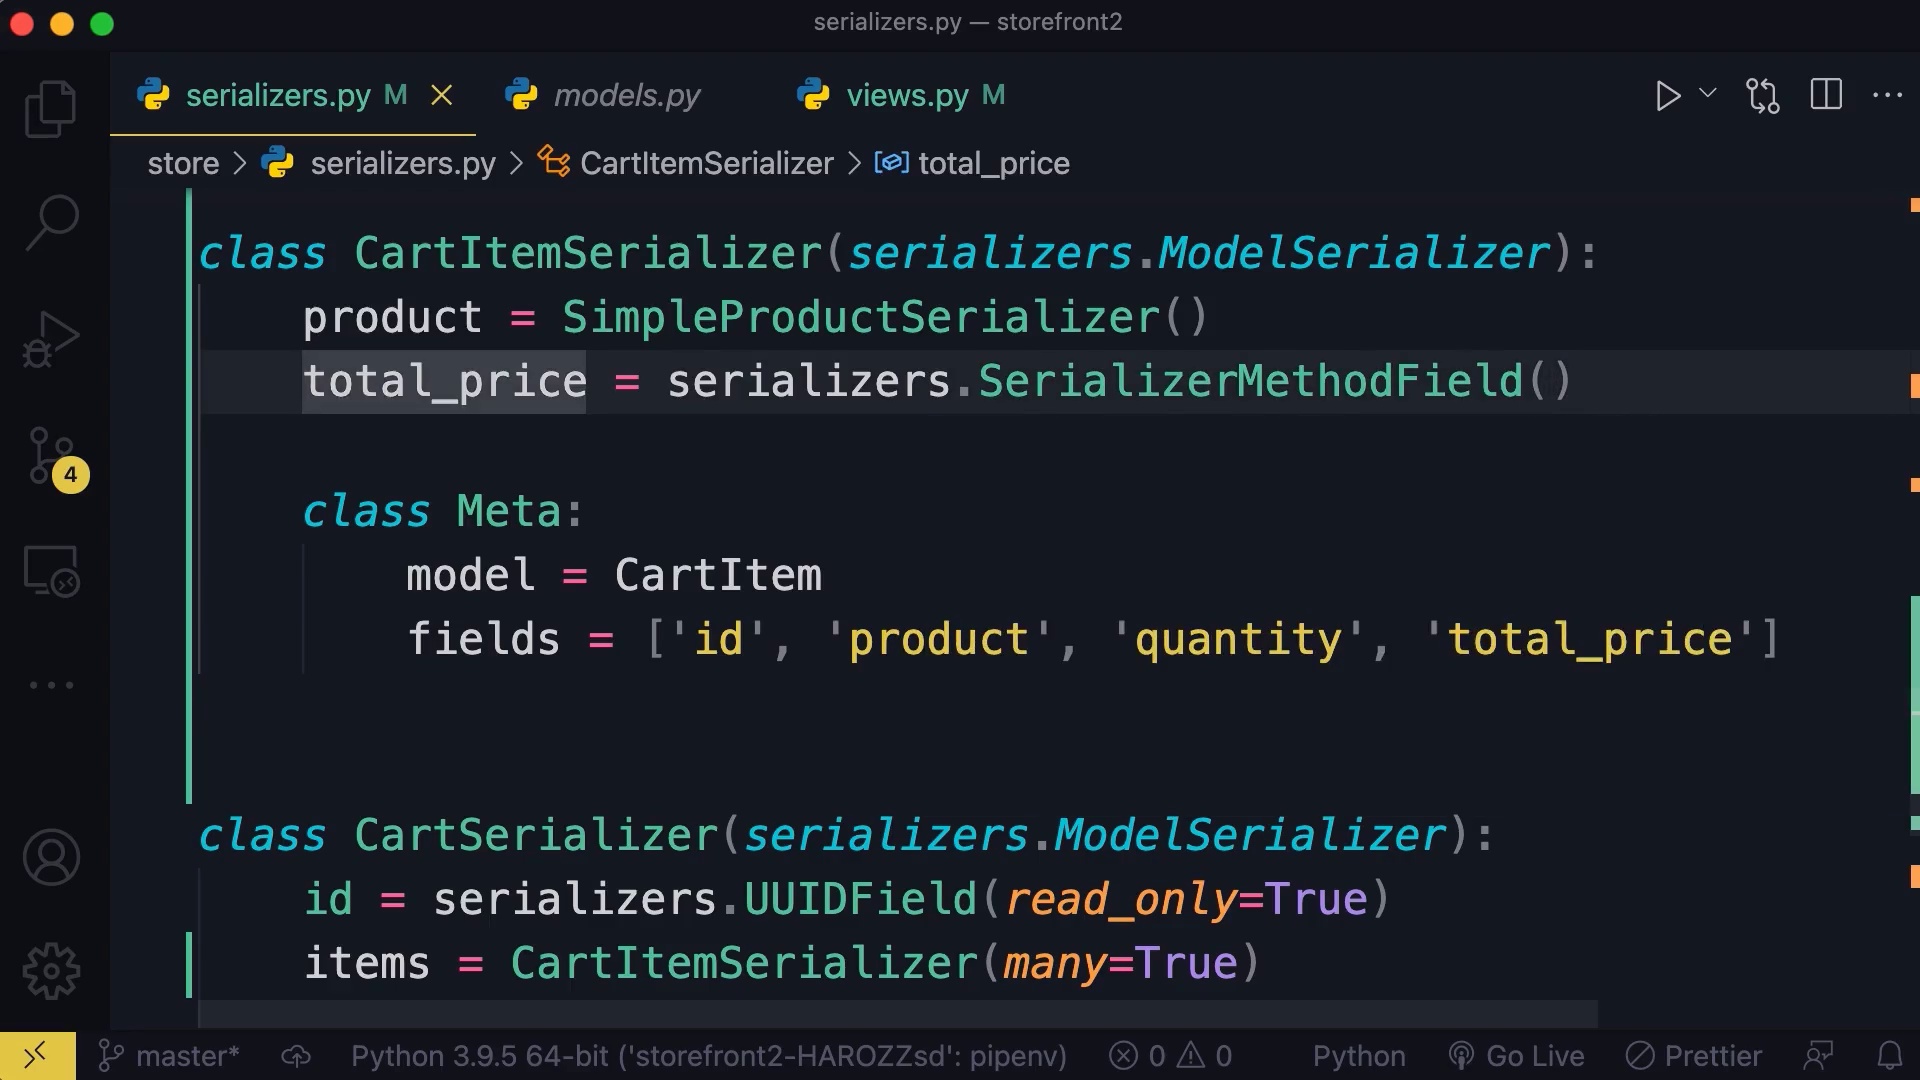 serializers.py — storefront2
serializers.py M models.py views.py M
store > serializers.py > CartItemSerializer > total_price
class CartItemSerializer(serializers.ModelSerializer):
product = SimpleProductSerializer()
total_price = serializers.SerializerMethodField()
class Meta:
model = CartItem
fields = ['id', 'product', 'quantity', 'total_price']
class CartSerializer(serializers.ModelSerializer):
id = serializers.UUIDField(read_only=True)
items = CartItemSerializer(many=True)
4
master* Python 3.9.5 64-bit ('storefront2-HAROZZsd': pipenv) 0 0 Python Go Live Prettier